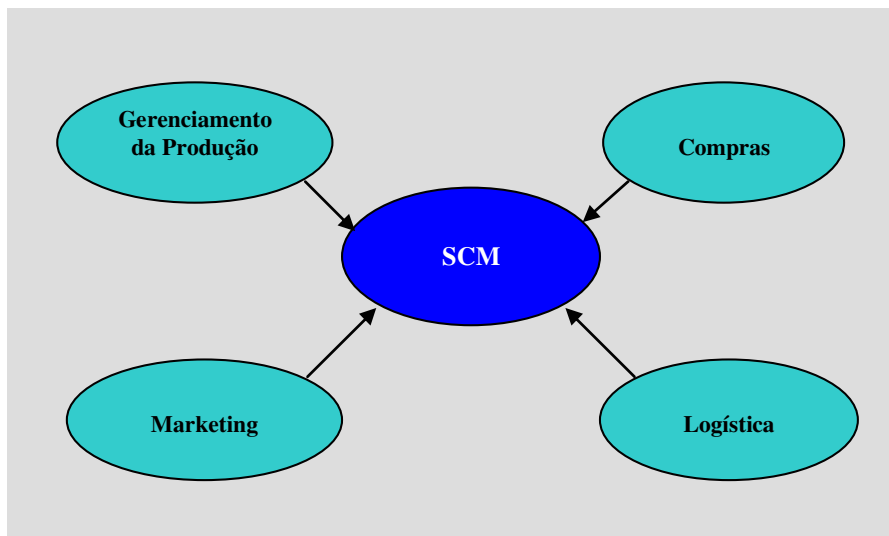 Gerenciamento
da Produção
Compras
SCM
Marketing
Logística